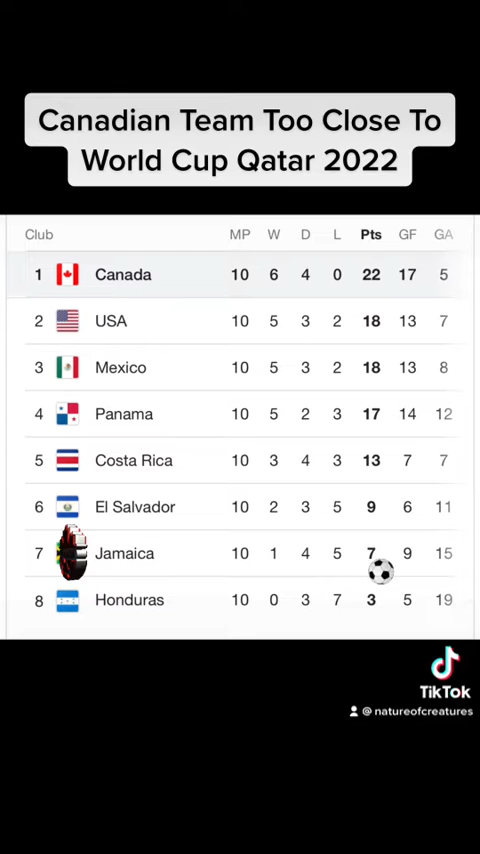 Canadian Team Too Close To
World Cup Qatar 2022
Club MP W D L Pts GF GA
1 Canada 10 6 4 0 22 17 5
2 USA 10 5 3 2 18 13 7
3 Mexico 10 5 3 2 18 13 8
4 Panama 10 5 2 3 17 14 12
5 Costa Rica 10 3 4 3 13 7 7
6 El Salvador 10 2 3 5 9 6 11
7 Jamaica 10 1 4 5 7 9 15
8 Honduras 10 0 3 7 3 5 19
TikTok
@ natureofcreatures